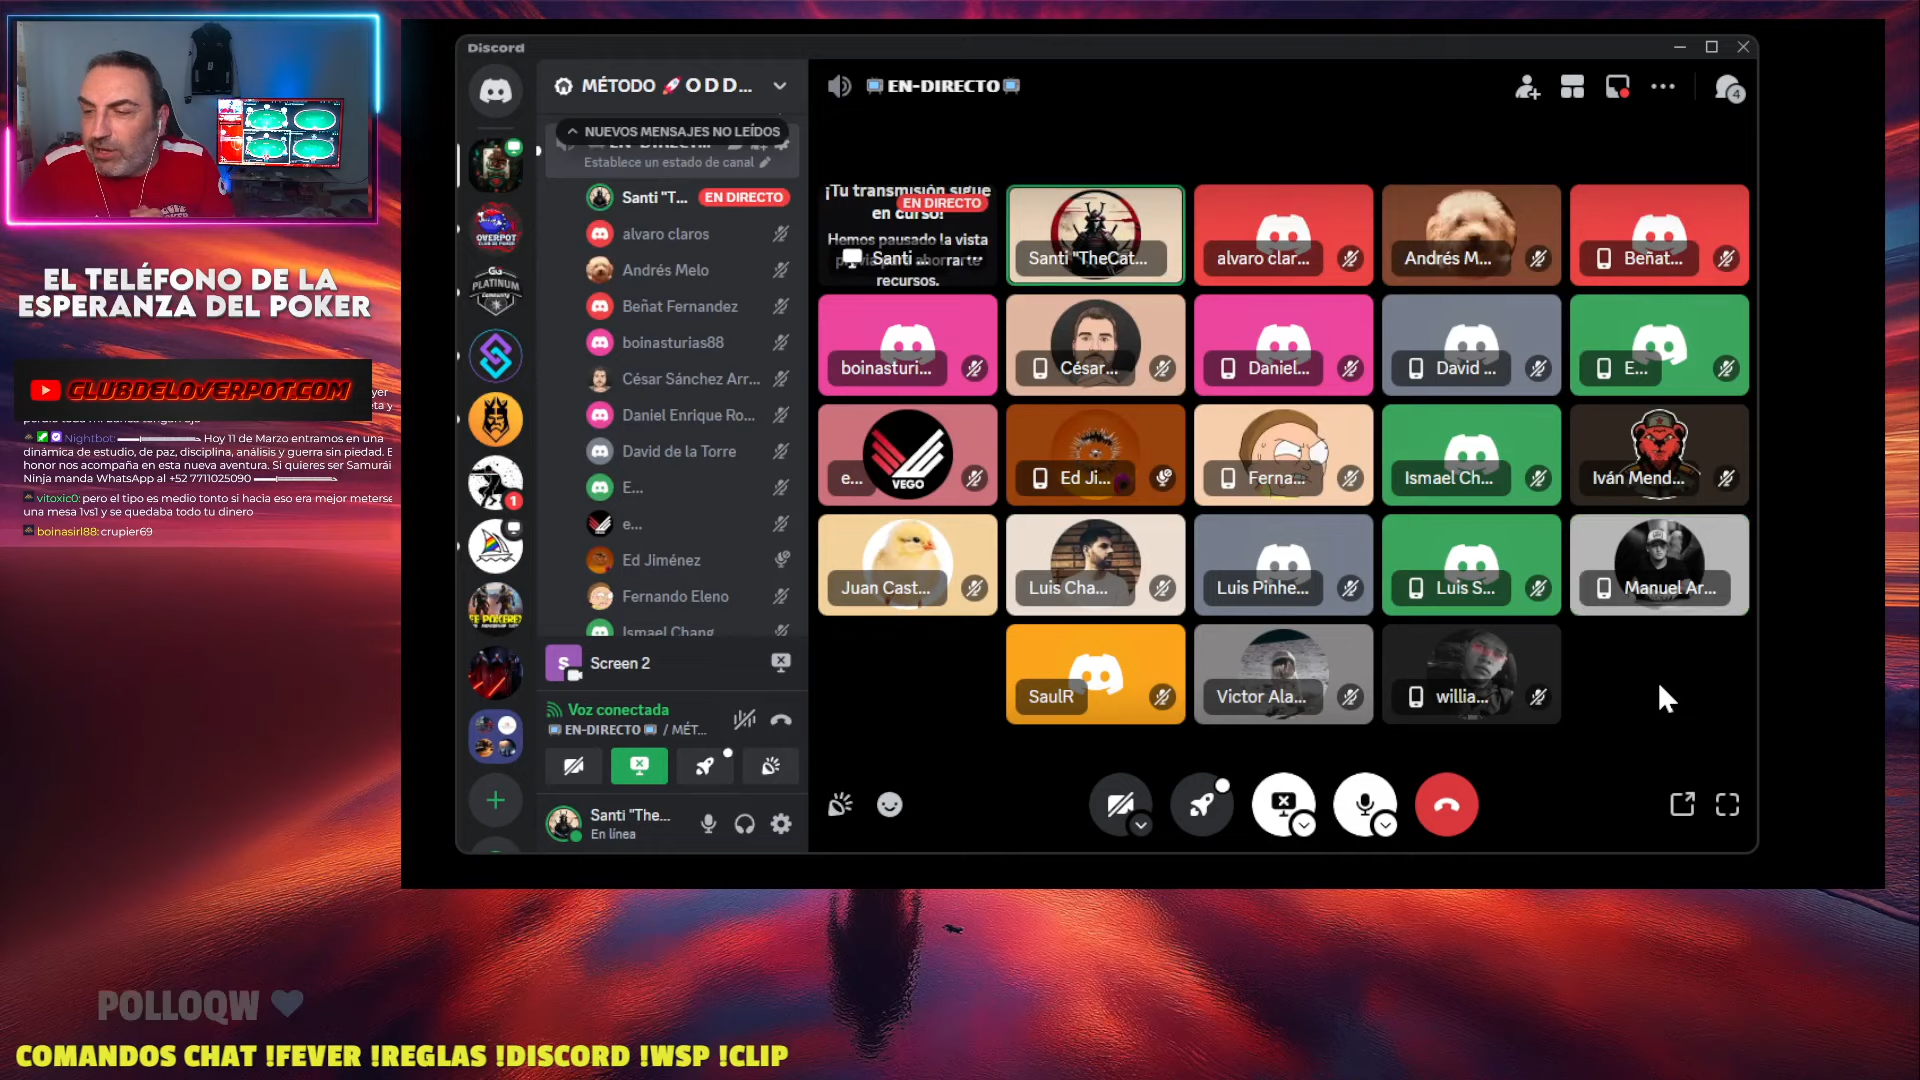 EL TELÉFONO DE LA
ESPERANZA DEL POKER
CLUBDELOVERPOT.COM
Nightbot: Hoy 11 de Marzo entramos en una
dinámica de estudio, de paz, disciplina, análisis y guerra sin piedad. E
honor nos acompaña en esta nueva aventura. Si quieres ser Samurái
Ninja manda WhatsApp al +52 7711025090
vitoxic0: pero el tipo es medio tonto si hacia eso era mejor meterse
una mesa 1vs1 y se quedaba todo tu dinero
boinasirl88: crupier69
POLLOQW
COMANDOS CHAT !FEVER !REGLAS !DISCORD !WSP !CLIP
Discord
OVERPOT
PLATINUM
1
MÉTODO ODD...
NUEVOS MENSAJES NO LEÍDOS
Establece un estado de canal
Santi "T... EN DIRECTO
alvaro claros
Andrés Melo
Beñat Fernandez
boinasturias88
César Sánchez Arr...
Daniel Enrique Ro...
David de la Torre
E...
e...
Ed Jiménez
Fernando Eleno
Ismael Chang
S Screen 2
Voz conectada
EN-DIRECTO / MÉT...
Santi "The...
En línea
EN-DIRECTO
4
¡Tu transmisión sigue
en curso!
EN DIRECTO
Hemos pausado la vista
recursos.
Santi ...
Santi "TheCat...
alvaro clar...
Andrés M...
Beñat...
boinasturi...
César...
Daniel...
David ...
E...
e...
VEGO
Ed Ji...
Ferna...
Ismael Ch...
Iván Mend...
Juan Cast...
Luis Cha...
Luis Pinhe...
Luis S...
Manuel Ar...
SaulR
Victor Ala...
willia...